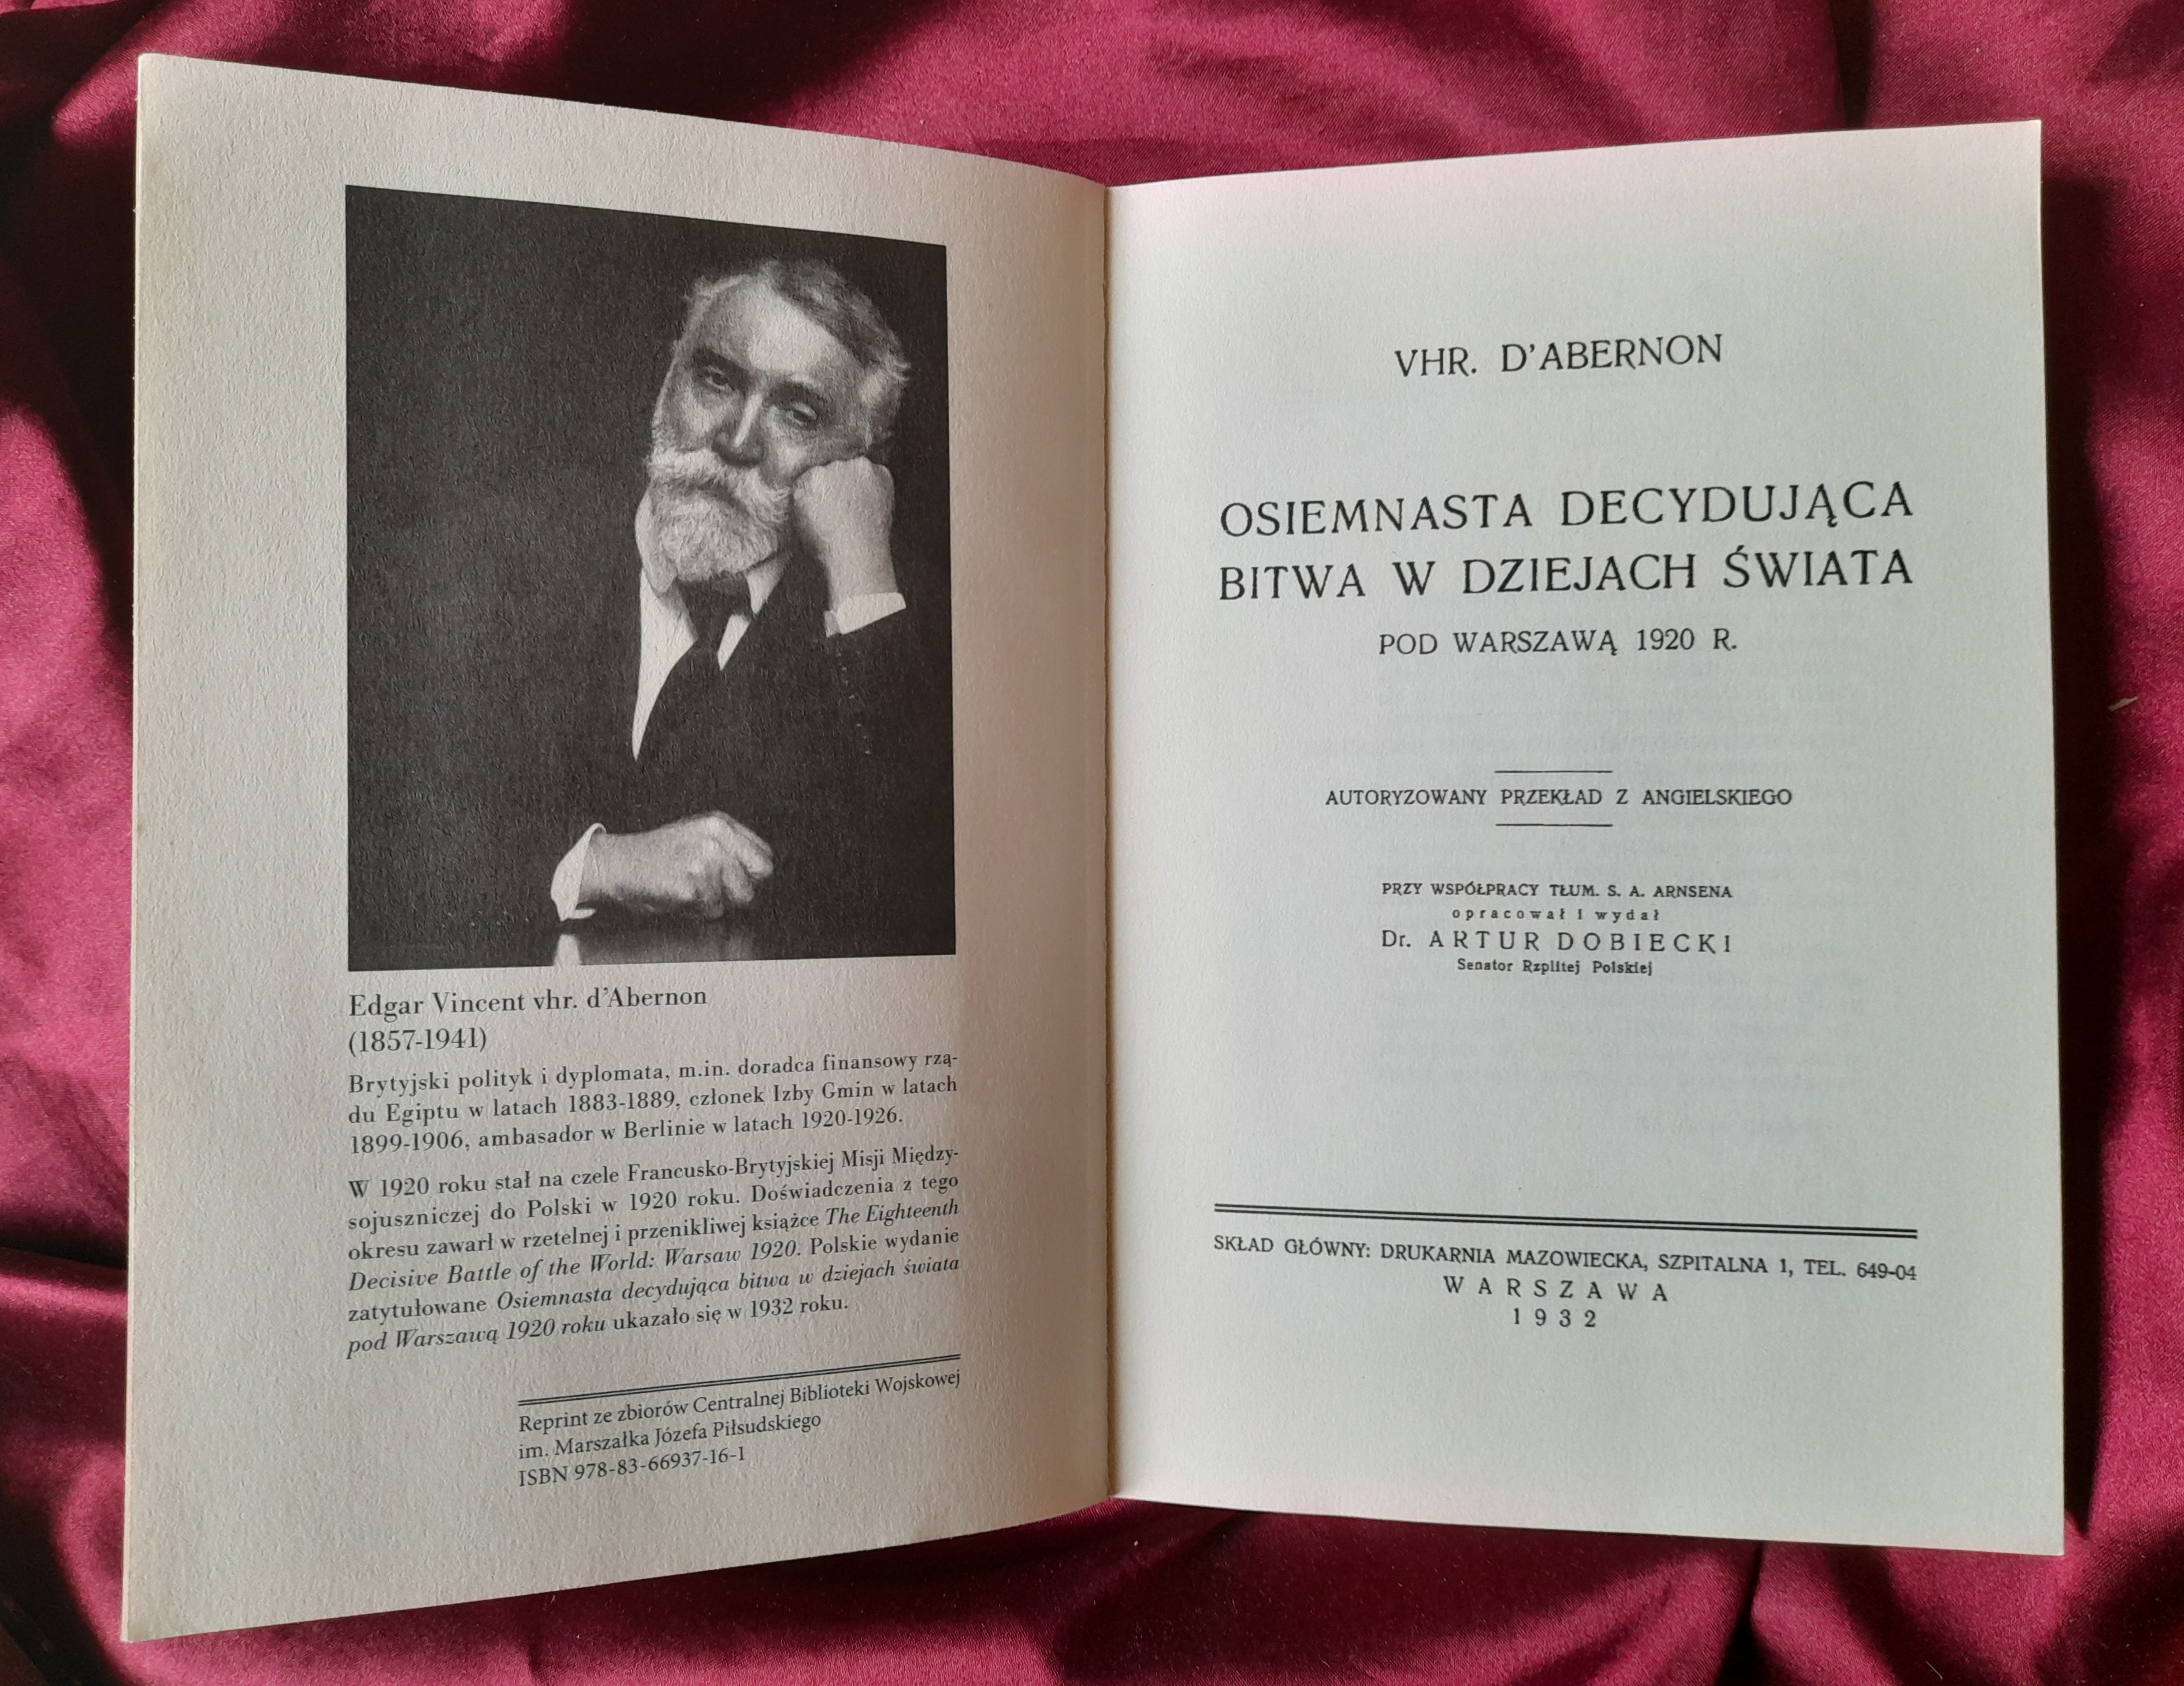 Edgar Vincent vhr. d’Abernon
(1857-1941)
Brytyjski polityk i dyplomata, m.in. doradca finansowy rzą-
du Egiptu w latach 1883-1889, członek Izby Gmin w latach
1899-1906, ambasador w Berlinie w latach 1920-1926.
W 1920 roku stał na czele Francusko-Brytyjskiej Misji Między-
sojuszniczej do Polski w 1920 roku. Doświadczenia z tego
okresu zawarł w rzetelnej i przenikliwej książce The Eighteenth
Decisive Battle of the World: Warsaw 1920. Polskie wydanie
zatytułowane Osiemnasta decydująca bitwa w dziejach świata
pod Warszawą 1920 roku ukazało się w 1932 roku.
Reprint ze zbiorów Centralnej Biblioteki Wojskowej
im. Marszałka Józefa Piłsudskiego
ISBN 978-83-66937-16-1
VHR. D’ABERNON
OSIEMNASTA DECYDUJĄCA
BITWA W DZIEJACH ŚWIATA
POD WARSZAWĄ 1920 R.
AUTORYZOWANY PRZEKŁAD Z ANGIELSKIEGO
PRZY WSPÓŁPRACY TŁUM. S. A. ARNSENA
opracował i wydał
Dr. ARTUR DOBIECKI
Senator Rzplitej Polskiej
SKŁAD GŁÓWNY: DRUKARNIA MAZOWIECKA, SZPITALNA 1, TEL. 649-04
WARSZAWA
1932